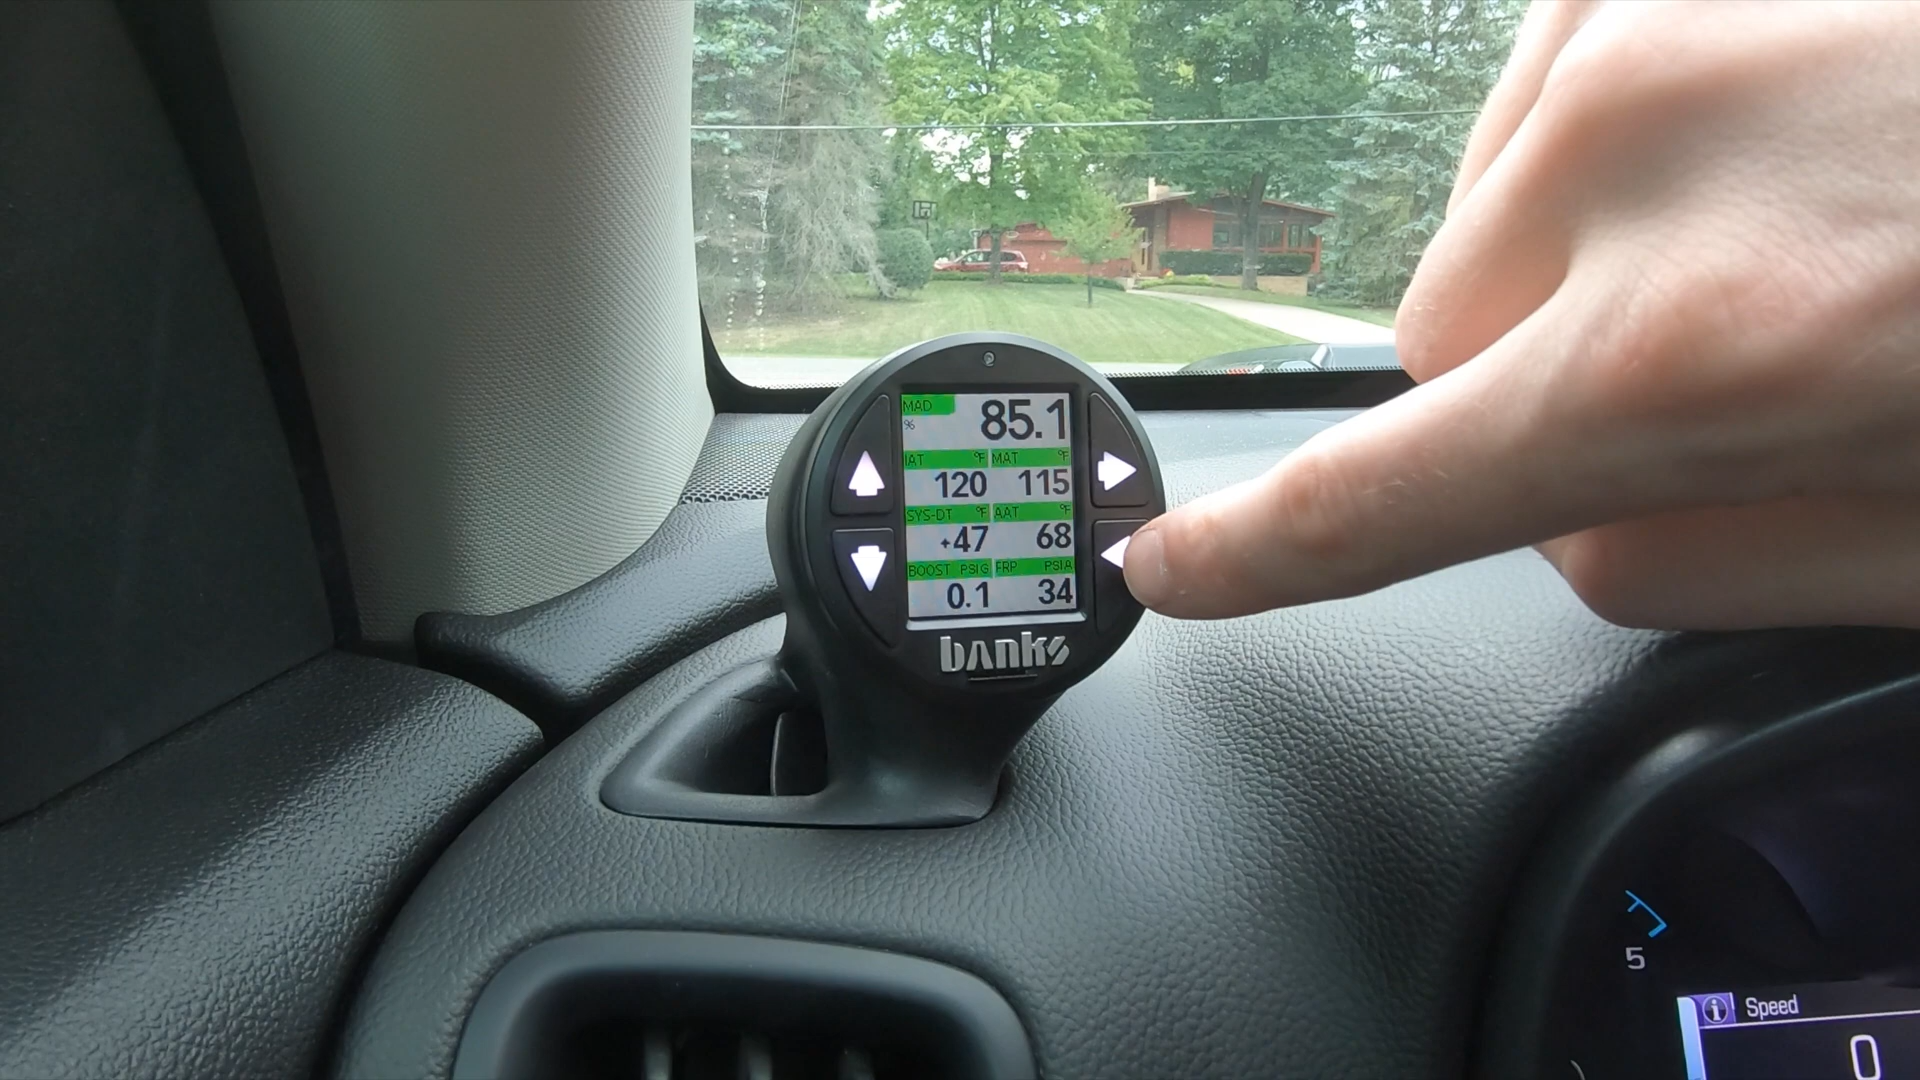 MAD 85.1
%
IAT °F MAT °F
120 115
SYS-DT °F AAT °F
+47 68
BOOST PSIG FRP PSIA
0.1 34
banks
5
Speed
0